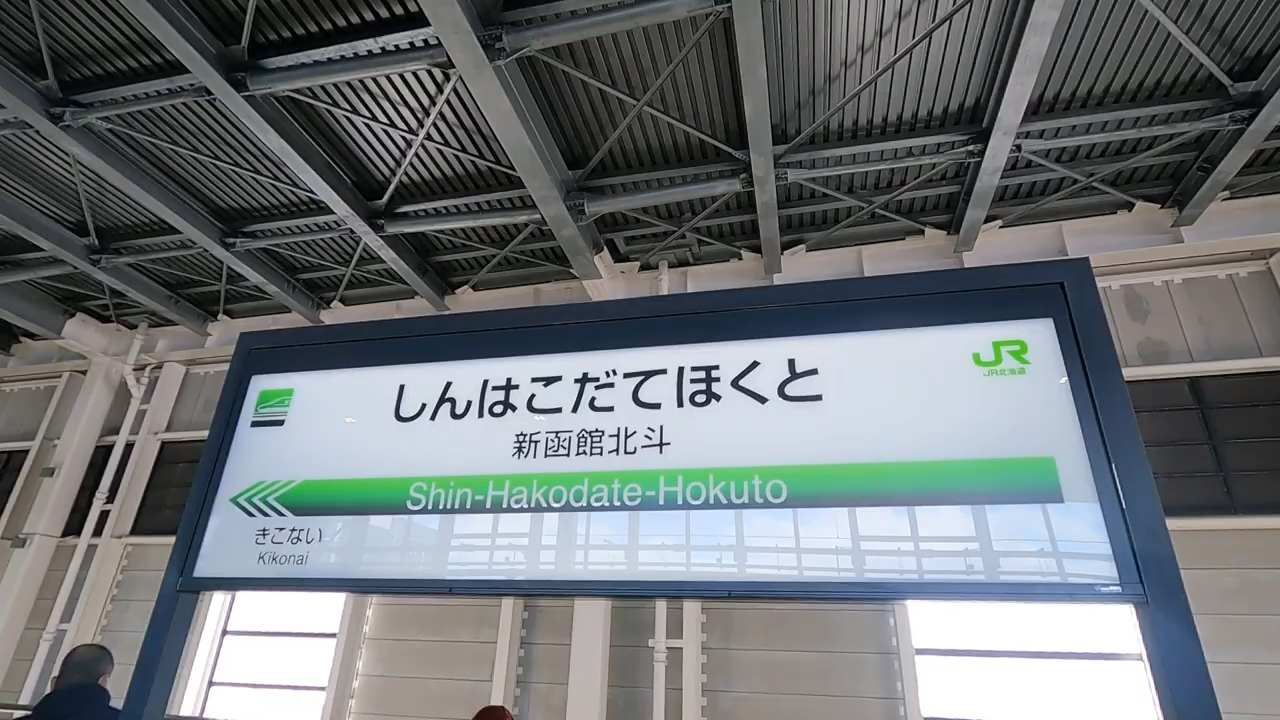 しんはこだてほくと
JR
JR北海道
新函館北斗
Shin-Hakodate-Hokuto
きこない
Kikonai